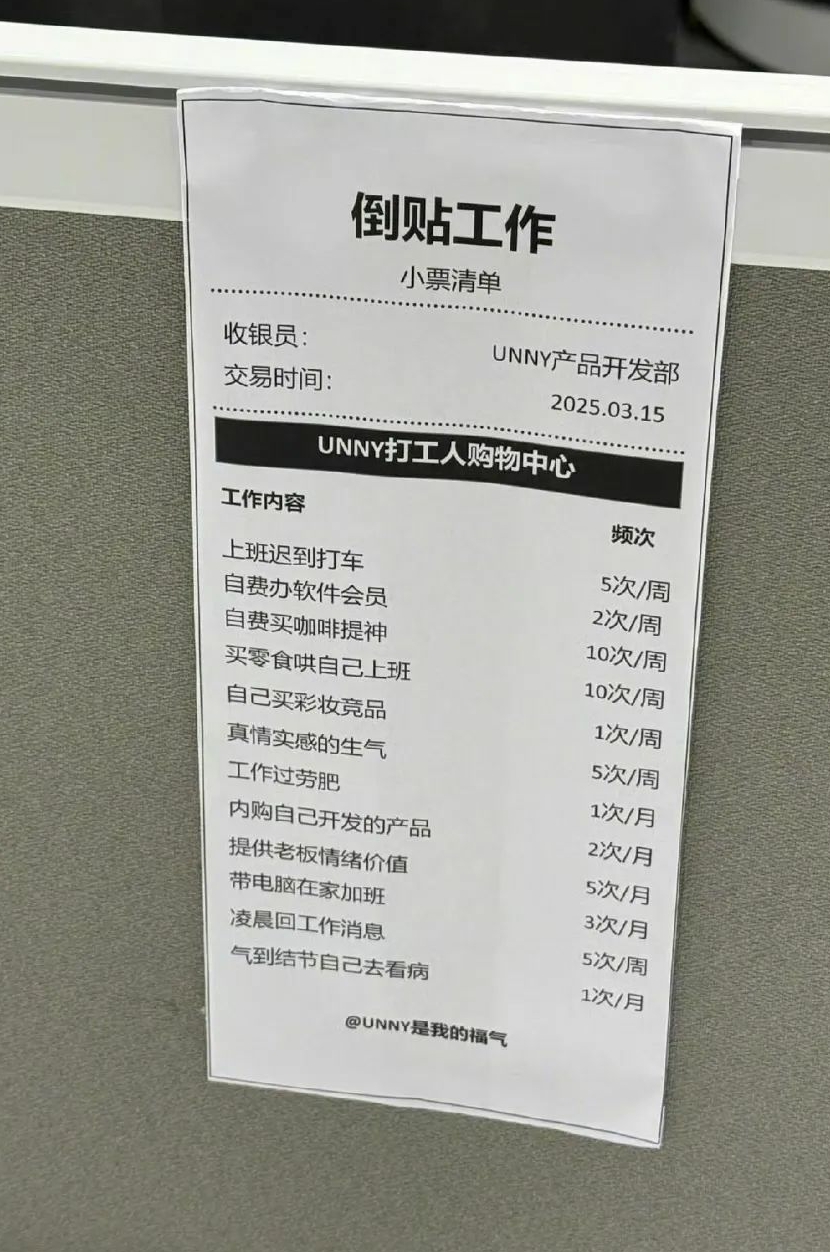 倒贴工作
小票清单
收银员： UNNY产品开发部
交易时间： 2025.03.15
UNNY打工人购物中心
工作内容 频次
上班迟到打车 5次/周
自费办软件会员 2次/周
自费买咖啡提神 10次/周
买零食哄自己上班 10次/周
自己买彩妆竞品 1次/周
真情实感的生气 5次/周
工作过劳肥 1次/月
内购自己开发的产品 2次/月
提供老板情绪价值 5次/月
带电脑在家加班 3次/月
凌晨回工作消息 5次/周
气到结节自己去看病 1次/月
@UNNY是我的福气